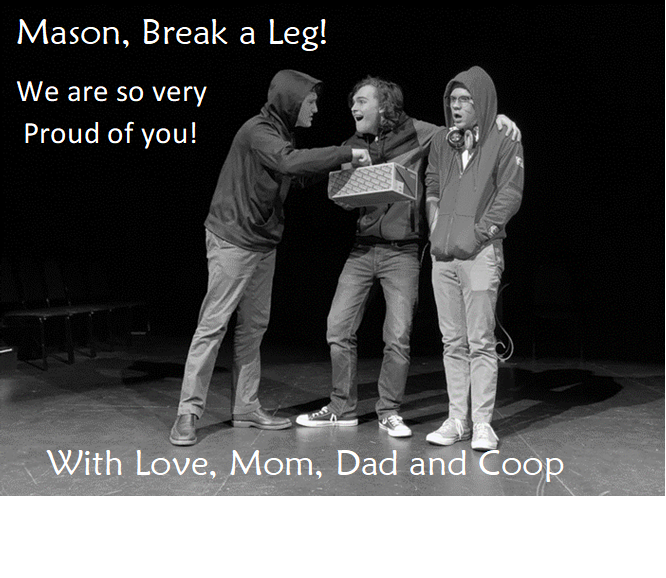 Mason, Break a Leg!
We are so very
Proud of you!
With Love, Mom, Dad and Coop